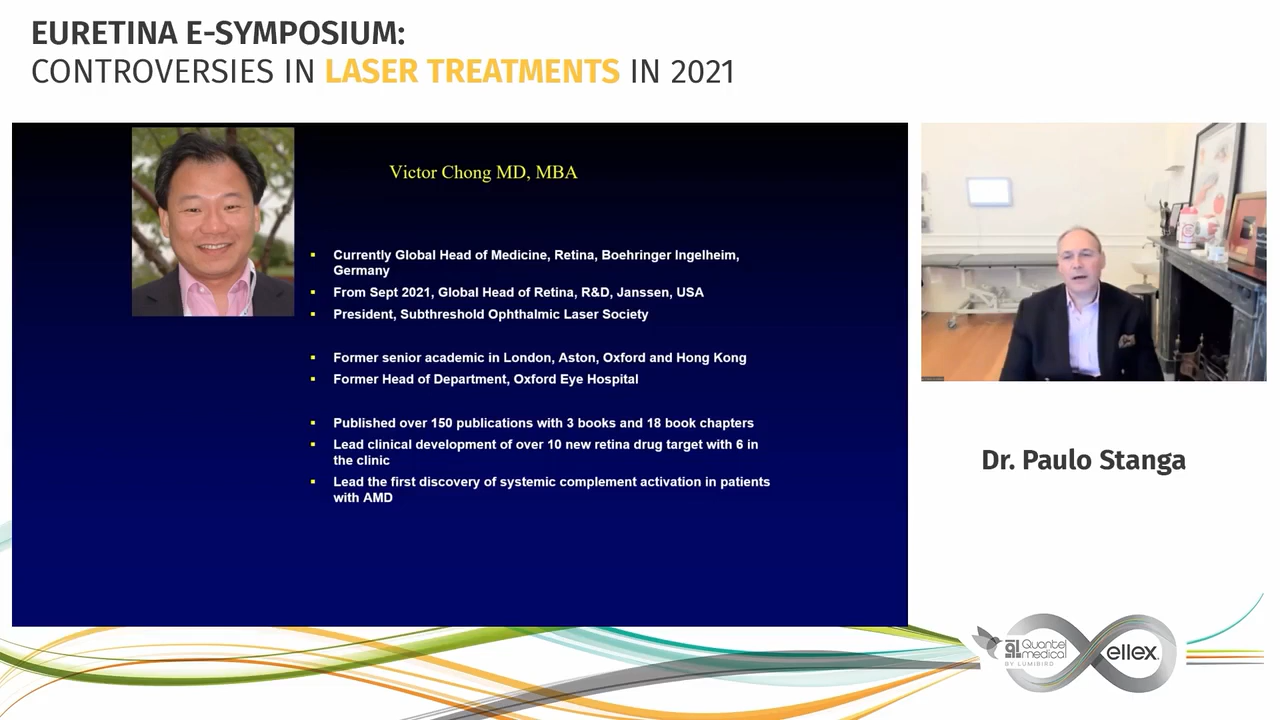 EURETINA E-SYMPOSIUM:
CONTROVERSIES IN LASER TREATMENTS IN 2021
Victor Chong MD, MBA
▪ Currently Global Head of Medicine, Retina, Boehringer Ingelheim,
Germany
▪ From Sept 2021, Global Head of Retina, R&D, Janssen, USA
▪ President, Subthreshold Ophthalmic Laser Society
▪ Former senior academic in London, Aston, Oxford and Hong Kong
▪ Former Head of Department, Oxford Eye Hospital
▪ Published over 150 publications with 3 books and 18 book chapters
▪ Lead clinical development of over 10 new retina drug target with 6 in
the clinic
▪ Lead the first discovery of systemic complement activation in patients
with AMD
Dr. Paulo Stanga
Quantel
medical
BY LUMIBIRD
ellex.